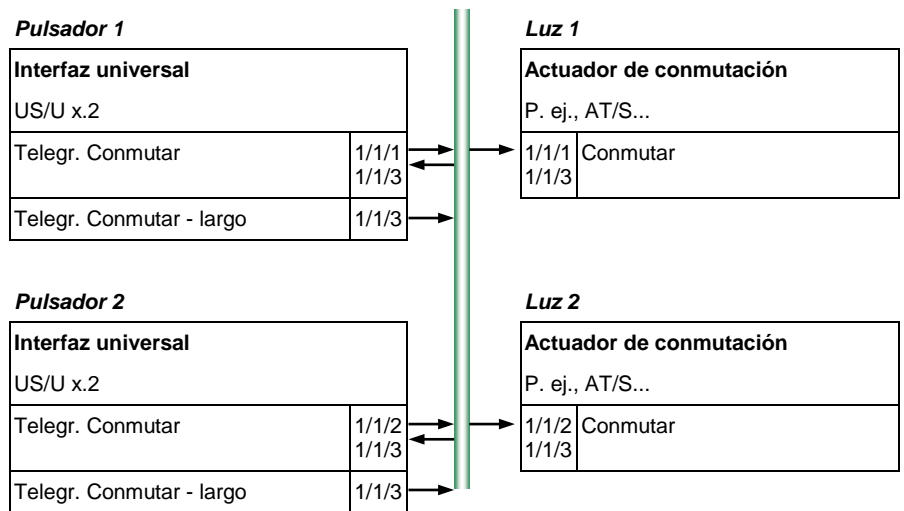 Pulsador 1
Interfaz universal
US/U x.2
Telegr. Conmutar 1/1/1
1/1/3
Telegr. Conmutar - largo 1/1/3
Luz 1
Actuador de conmutación
P. ej., AT/S...
1/1/1 Conmutar
1/1/3
Pulsador 2
Interfaz universal
US/U x.2
Telegr. Conmutar 1/1/2
1/1/3
Telegr. Conmutar - largo 1/1/3
Luz 2
Actuador de conmutación
P. ej., AT/S...
1/1/2 Conmutar
1/1/3